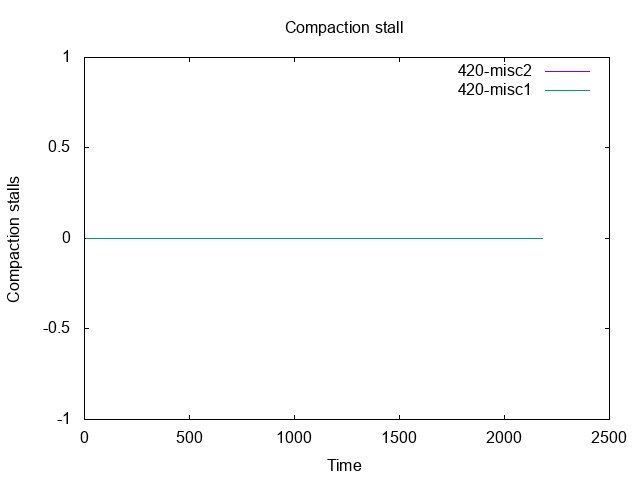 Compaction stall
420-misc2
420-misc1
1
0.5
0
-0.5
-1
Compaction stalls
0 500 1000 1500 2000 2500
Time